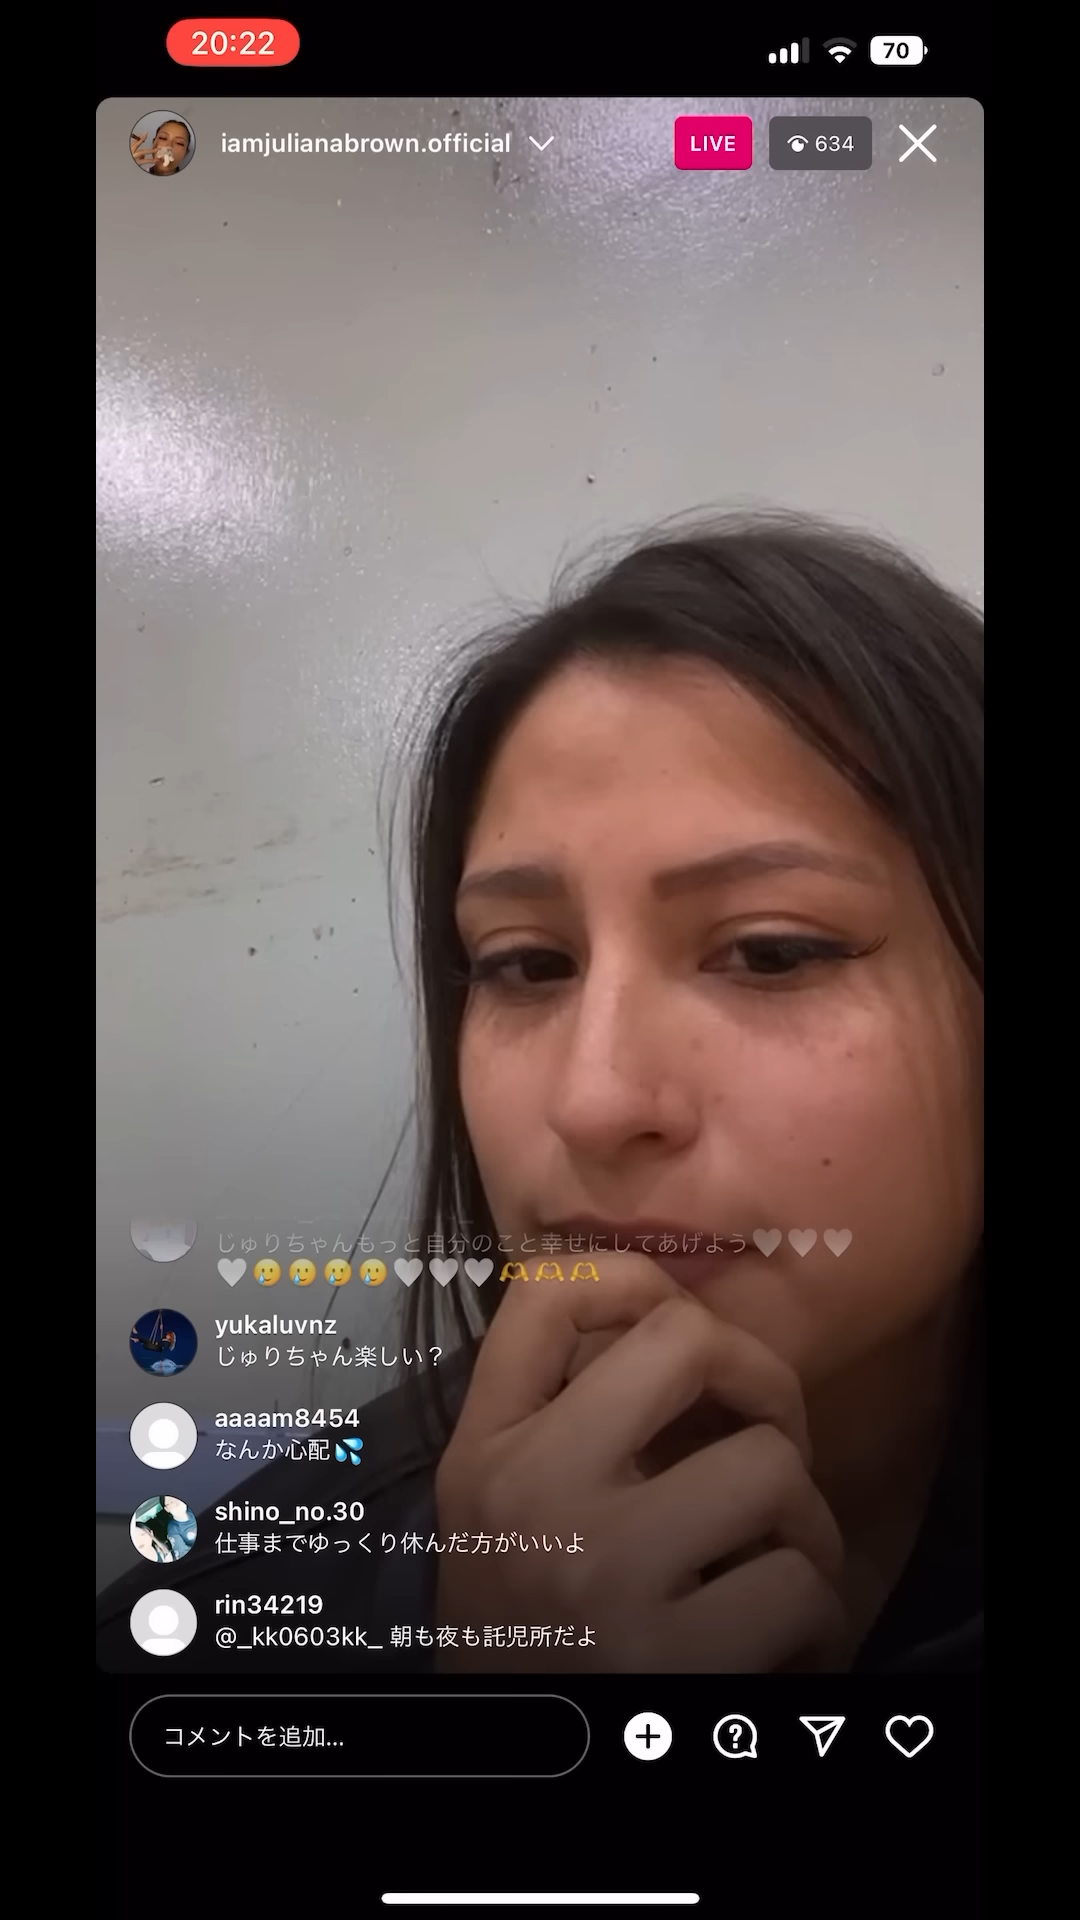 20:22
70
iamjulianabrown.official
LIVE
634
じゅりちゃんもっと自分のこと幸せにしてあげよう🤍🤍🤍
🤍🥲🥲🥲🥲🤍🤍🤍🫶🫶🫶
yukaluvnz
じゅりちゃん楽しい？
aaaam8454
なんか心配💦
shino_no.30
仕事までゆっくり休んだ方がいいよ
rin34219
@_kk0603kk_ 朝も夜も託児所だよ
コメントを追加...